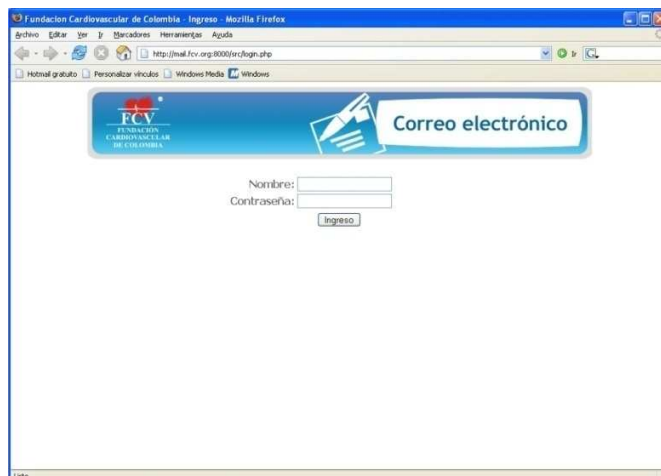 Fundacion Cardiovascular de Colombia - Ingreso - Mozilla Firefox
Archivo Editar Ver Ir Marcadores Herramientas Ayuda
http://mail.fcv.org:8000/src/login.php Ir
Hotmail gratuito Personalizar vínculos Windows Media Windows
FCV
FUNDACIÓN
CARDIOVASCULAR
DE COLOMBIA
Correo electrónico
Nombre:
Contraseña:
Ingreso